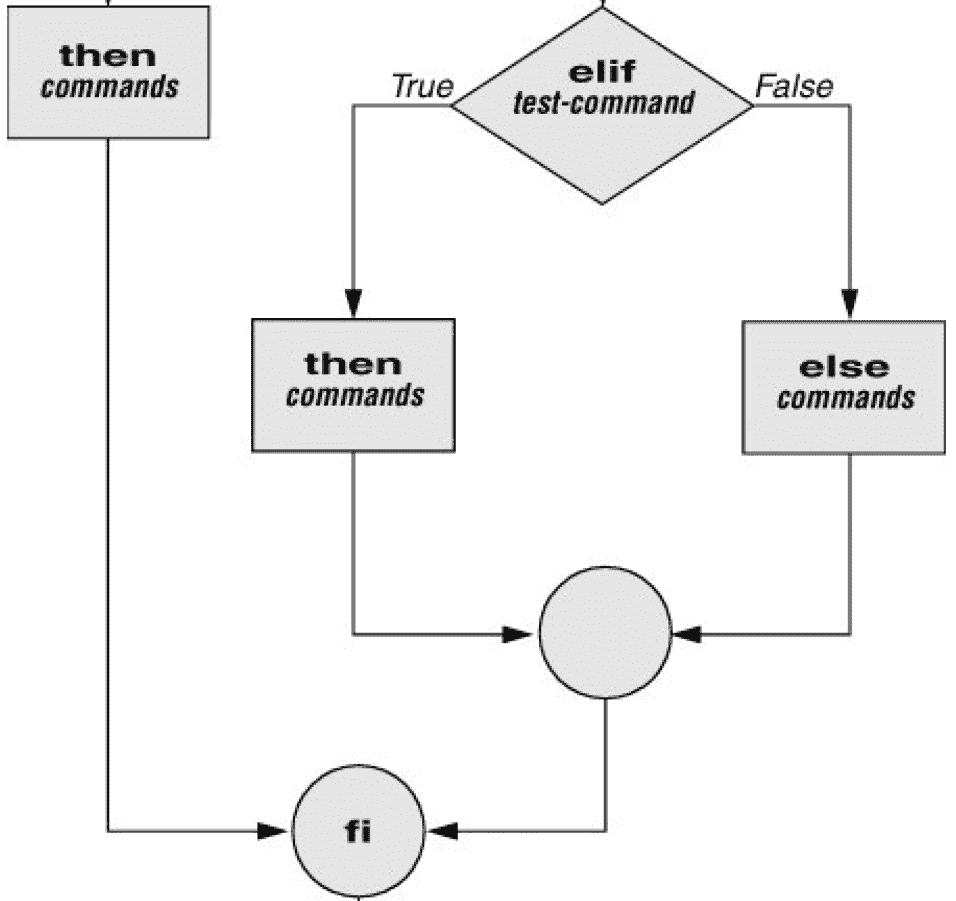 then
commands
True
elif
test-command
False
then
commands
else
commands
fi